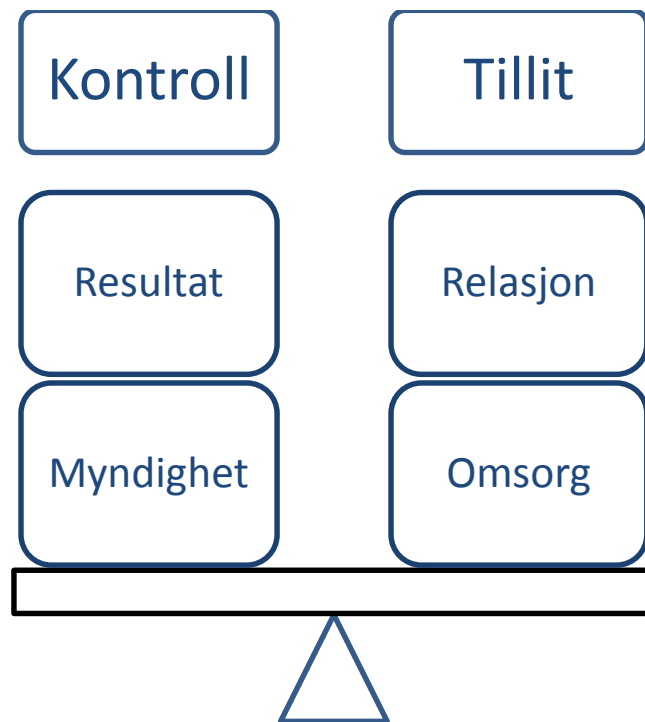 Kontroll
Tillit
Resultat
Relasjon
Myndighet
Omsorg